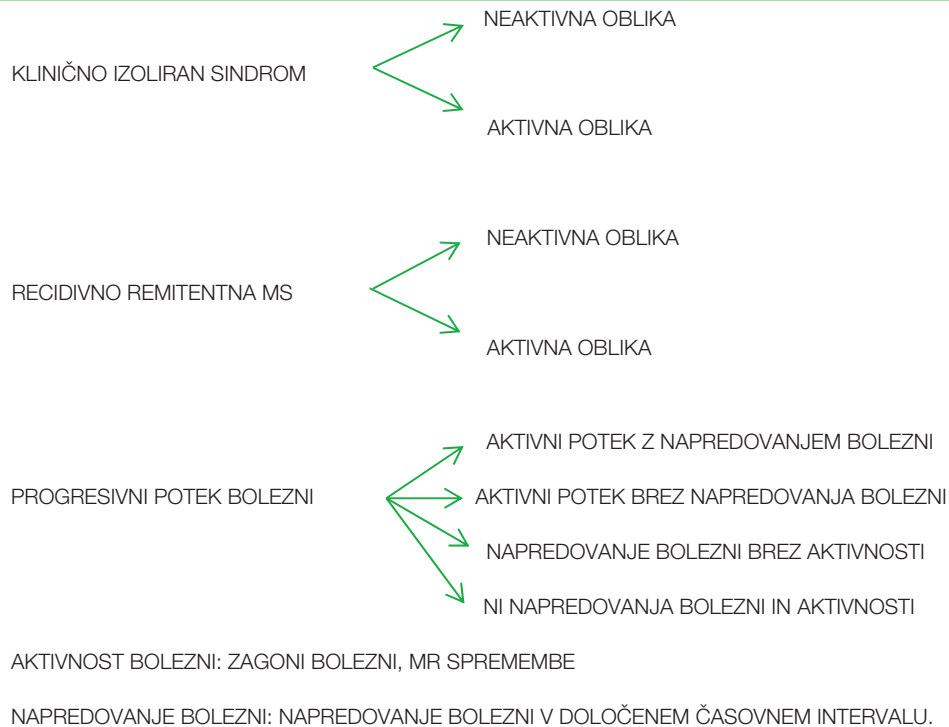 NEAKTIVNA OBLIKA
KLINIČNO IZOLIRAN SINDROM
AKTIVNA OBLIKA
NEAKTIVNA OBLIKA
RECIDIVNO REMITENTNA MS
AKTIVNA OBLIKA
AKTIVNI POTEK Z NAPREDOVANJEM BOLEZNI
PROGRESIVNI POTEK BOLEZNI
AKTIVNI POTEK BREZ NAPREDOVANJA BOLEZNI
NAPREDOVANJE BOLEZNI BREZ AKTIVNOSTI
NI NAPREDOVANJA BOLEZNI IN AKTIVNOSTI
AKTIVNOST BOLEZNI: ZAGONI BOLEZNI, MR SPREMEMBE
NAPREDOVANJE BOLEZNI: NAPREDOVANJE BOLEZNI V DOLOČENEM ČASOVNEM INTERVALU.